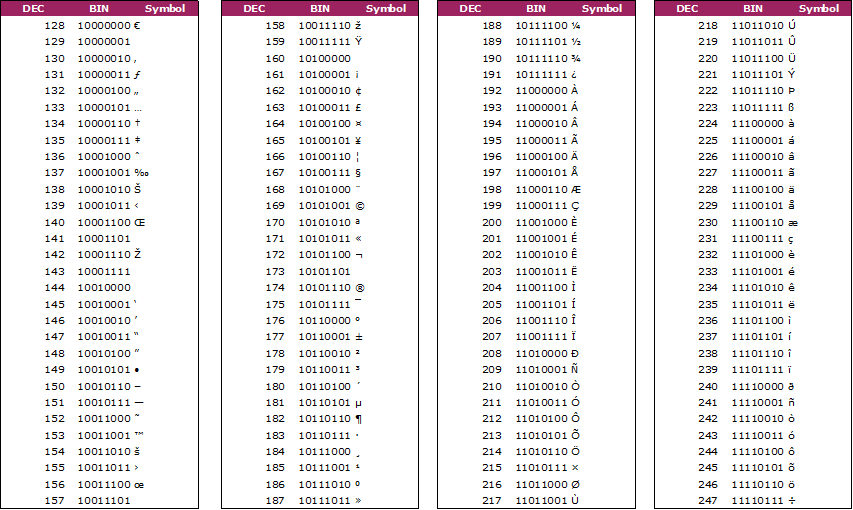 DEC BIN Symbol
128 10000000 €
129 10000001
130 10000010 ‚
131 10000011 ƒ
132 10000100 „
133 10000101 …
134 10000110 †
135 10000111 ‡
136 10001000 ˆ
137 10001001 ‰
138 10001010 Š
139 10001011 ‹
140 10001100 Œ
141 10001101
142 10001110 Ž
143 10001111
144 10010000
145 10010001 ‘
146 10010010 ’
147 10010011 “
148 10010100 ”
149 10010101 •
150 10010110 –
151 10010111 —
152 10011000 ˜
153 10011001 ™
154 10011010 š
155 10011011 ›
156 10011100 œ
157 10011101
DEC BIN Symbol
158 10011110 ž
159 10011111 Ÿ
160 10100000
161 10100001 ¡
162 10100010 ¢
163 10100011 £
164 10100100 ¤
165 10100101 ¥
166 10100110 ¦
167 10100111 §
168 10101000 ¨
169 10101001 ©
170 10101010 ª
171 10101011 «
172 10101100 ¬
173 10101101
174 10101110 ®
175 10101111 ¯
176 10110000 °
177 10110001 ±
178 10110010 ²
179 10110011 ³
180 10110100 ´
181 10110101 µ
182 10110110 ¶
183 10110111 ·
184 10111000 ¸
185 10111001 ¹
186 10111010 º
187 10111011 »
DEC BIN Symbol
188 10111100 ¼
189 10111101 ½
190 10111110 ¾
191 10111111 ¿
192 11000000 À
193 11000001 Á
194 11000010 Â
195 11000011 Ã
196 11000100 Ä
197 11000101 Å
198 11000110 Æ
199 11000111 Ç
200 11001000 È
201 11001001 É
202 11001010 Ê
203 11001011 Ë
204 11001100 Ì
205 11001101 Í
206 11001110 Î
207 11001111 Ï
208 11010000 Ð
209 11010001 Ñ
210 11010010 Ò
211 11010011 Ó
212 11010100 Ô
213 11010101 Õ
214 11010110 Ö
215 11010111 ×
216 11011000 Ø
217 11011001 Ù
DEC BIN Symbol
218 11011010 Ú
219 11011011 Û
220 11011100 Ü
221 11011101 Ý
222 11011110 Þ
223 11011111 ß
224 11100000 à
225 11100001 á
226 11100010 â
227 11100011 ã
228 11100100 ä
229 11100101 å
230 11100110 æ
231 11100111 ç
232 11101000 è
233 11101001 é
234 11101010 ê
235 11101011 ë
236 11101100 ì
237 11101101 í
238 11101110 î
239 11101111 ï
240 11110000 ð
241 11110001 ñ
242 11110010 ò
243 11110011 ó
244 11110100 ô
245 11110101 õ
246 11110110 ö
247 11110111 ÷